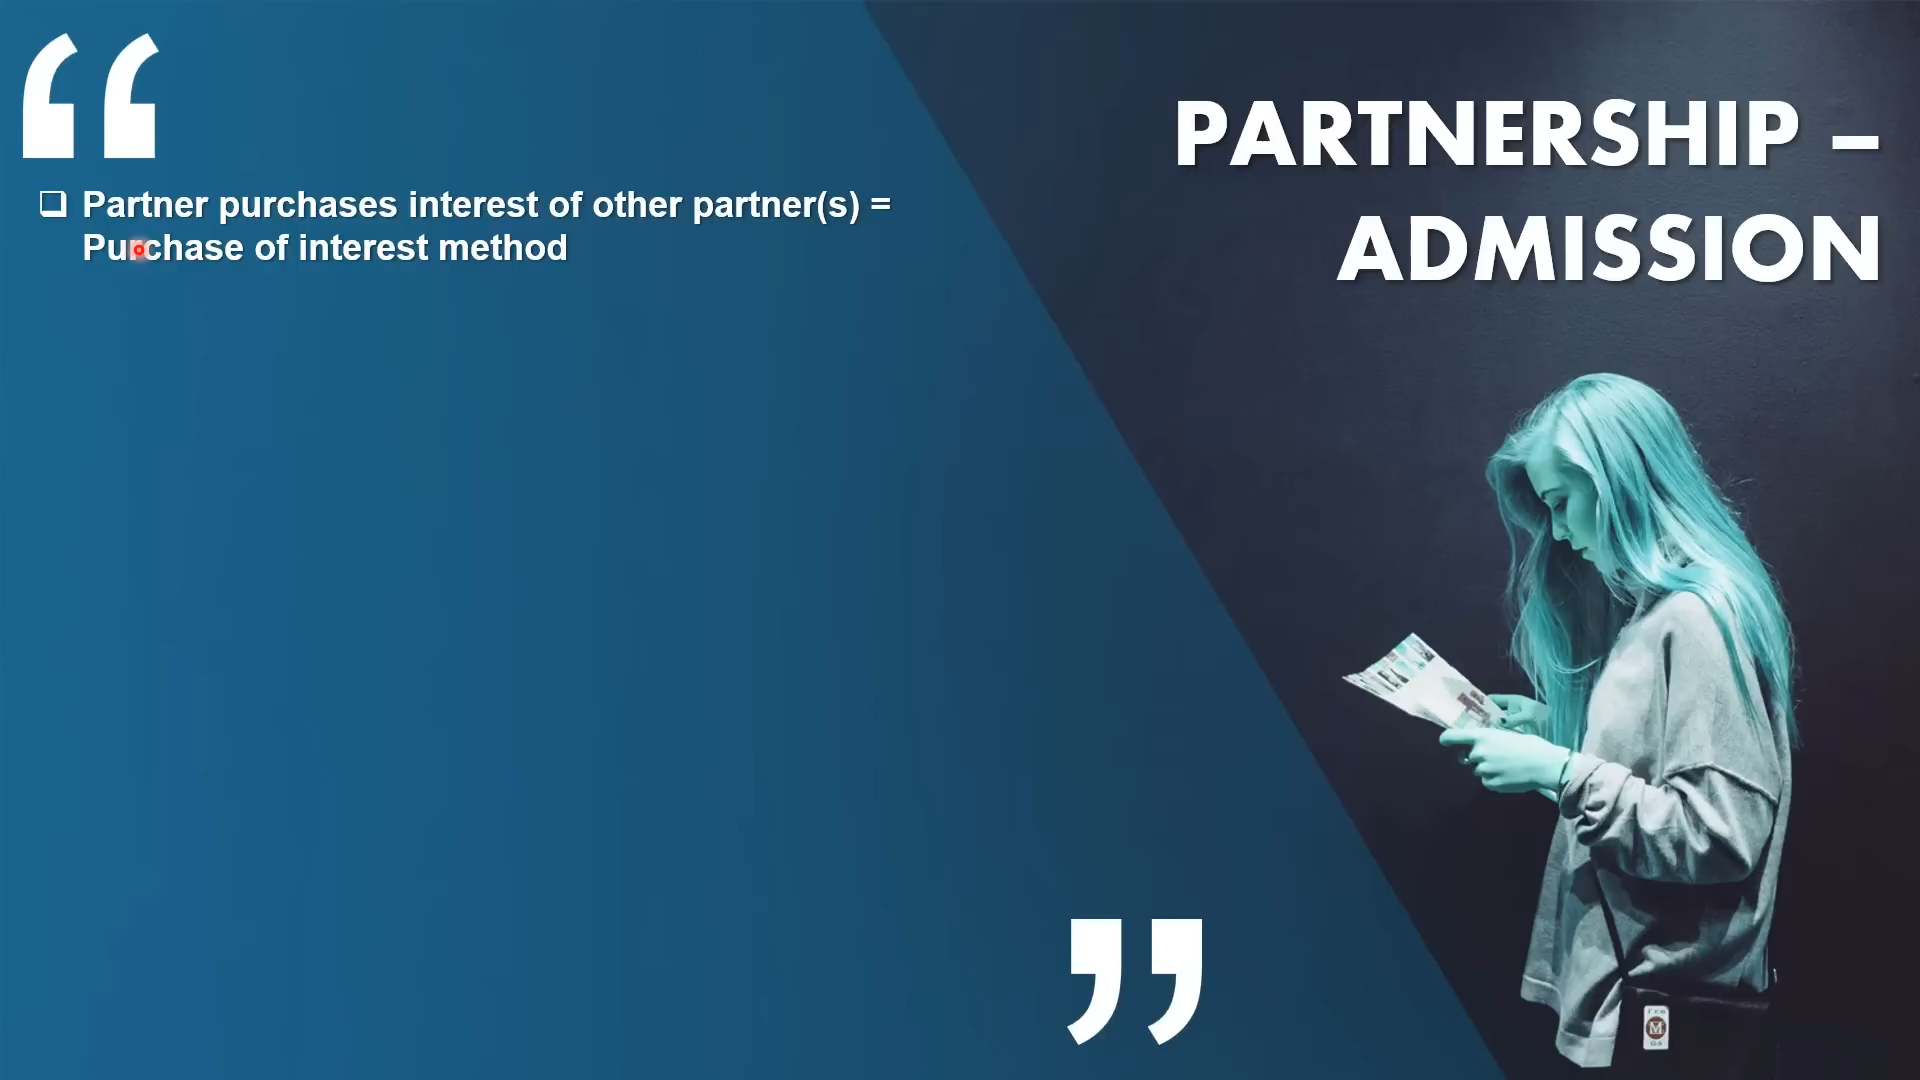 PARTNERSHIP –
ADMISSION
❑ Partner purchases interest of other partner(s) =
Purchase of interest method
M